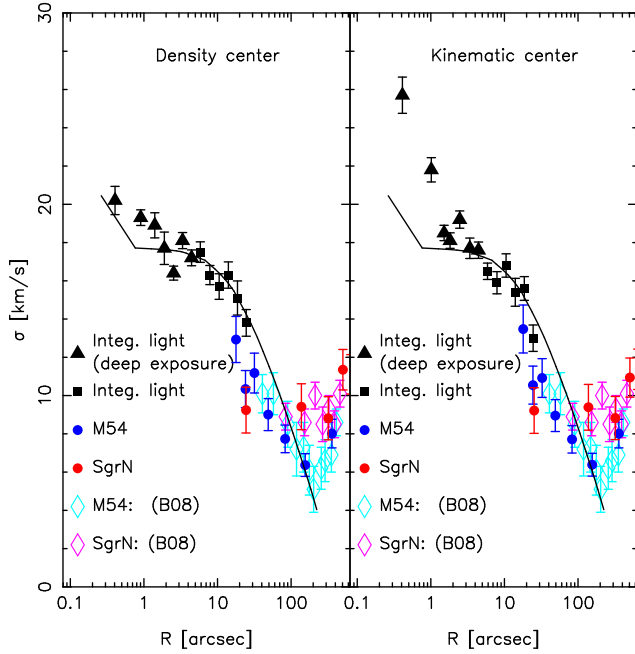 Density center
Kinematic center
30
20
10
0
σ [km/s]
Integ. light
(deep exposure)
Integ. light
M54
SgrN
M54: (B08)
SgrN: (B08)
Integ. light
(deep exposure)
Integ. light
M54
SgrN
M54: (B08)
SgrN: (B08)
0.1 1 10 100
0.1 1 10 100
R [arcsec]
R [arcsec]